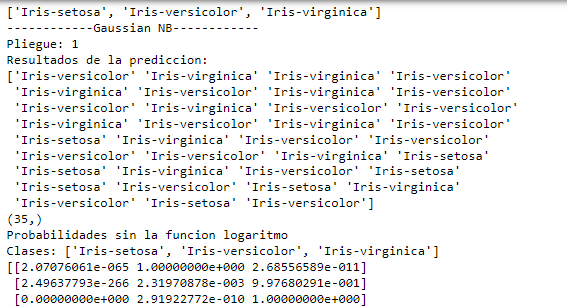 ['Iris-setosa', 'Iris-versicolor', 'Iris-virginica']
------------Gaussian NB------------
Pliegue: 1
Resultados de la prediccion:
['Iris-versicolor' 'Iris-virginica' 'Iris-virginica' 'Iris-versicolor'
 'Iris-virginica' 'Iris-virginica' 'Iris-virginica' 'Iris-versicolor'
 'Iris-virginica' 'Iris-virginica' 'Iris-versicolor' 'Iris-versicolor'
 'Iris-virginica' 'Iris-versicolor' 'Iris-virginica' 'Iris-versicolor'
 'Iris-setosa' 'Iris-virginica' 'Iris-versicolor' 'Iris-versicolor'
 'Iris-versicolor' 'Iris-versicolor' 'Iris-virginica' 'Iris-setosa'
 'Iris-versicolor' 'Iris-virginica' 'Iris-versicolor' 'Iris-setosa'
 'Iris-setosa' 'Iris-versicolor' 'Iris-setosa' 'Iris-virginica'
 'Iris-versicolor' 'Iris-setosa' 'Iris-versicolor']
(35,)
Probabilidades sin la funcion logaritmo
Clases: ['Iris-setosa', 'Iris-versicolor', 'Iris-virginica']
[[2.07076061e-065 1.00000000e+000 2.68556589e-011]
 [2.49637793e-266 2.31970878e-003 9.97680291e-001]
 [0.00000000e+000 2.91922772e-010 1.00000000e+000]